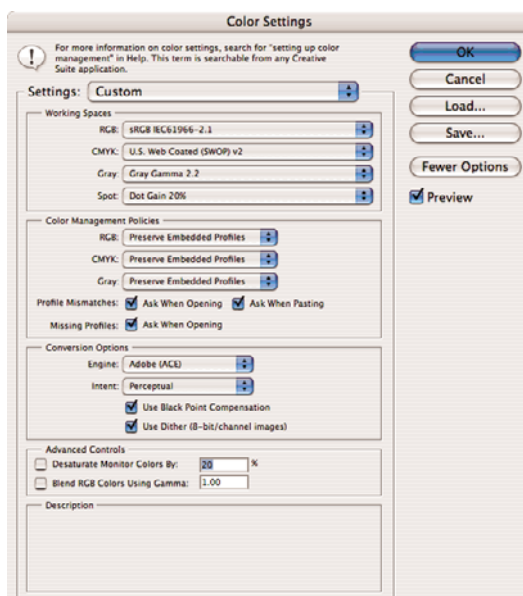 Color Settings
For more information on color settings, search for "setting up color
management" in Help. This term is searchable from any Creative
Suite application.
OK
Cancel
Load...
Save...
Fewer Options
Preview
Settings: Custom
Working Spaces
RGB: sRGB IEC61966-2.1
CMYK: U.S. Web Coated (SWOP) v2
Gray: Gray Gamma 2.2
Spot: Dot Gain 20%
Color Management Policies
RGB: Preserve Embedded Profiles
CMYK: Preserve Embedded Profiles
Gray: Preserve Embedded Profiles
Profile Mismatches: Ask When Opening Ask When Pasting
Missing Profiles: Ask When Opening
Conversion Options
Engine: Adobe (ACE)
Intent: Perceptual
Use Black Point Compensation
Use Dither (8-bit/channel images)
Advanced Controls
Desaturate Monitor Colors By: 20 %
Blend RGB Colors Using Gamma: 1.00
Description